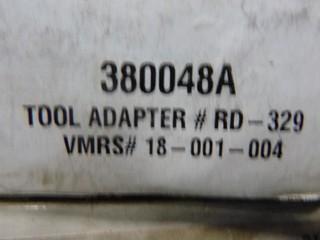 380048A
TOOL ADAPTER # RD-329
VMRS# 18-001-004